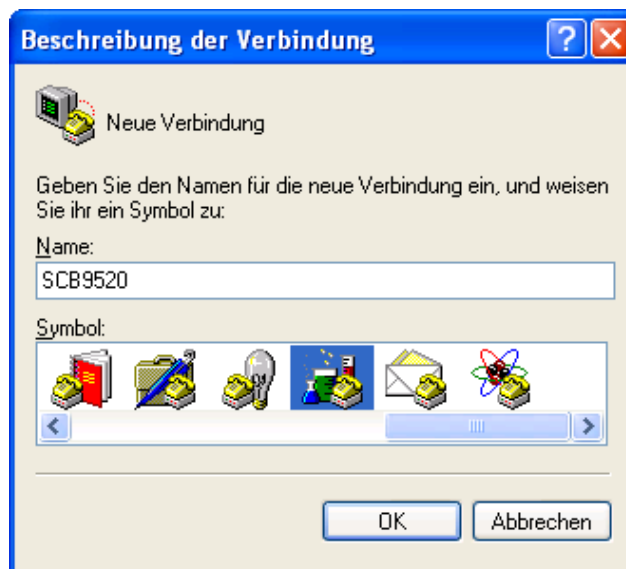 Beschreibung der Verbindung
Neue Verbindung
Geben Sie den Namen für die neue Verbindung ein, und weisen
Sie ihr ein Symbol zu:
Name:
SCB9520
Symbol:
OK
Abbrechen